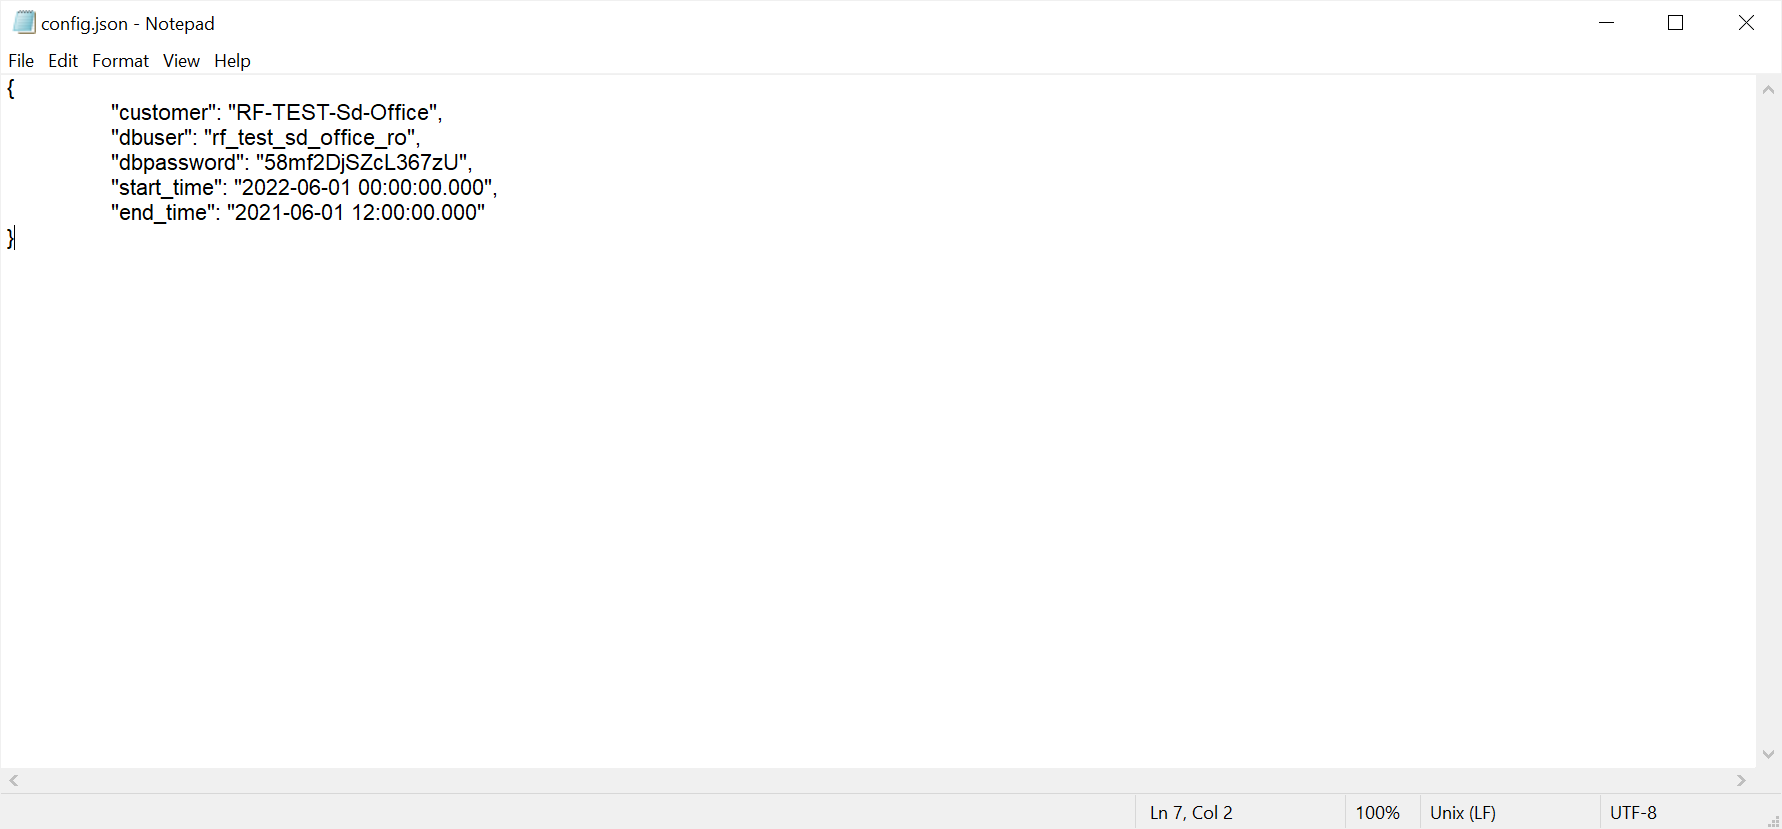 config.json - Notepad
File Edit Format View Help
{
"customer": "RF-TEST-Sd-Office",
"dbuser": "rf_test_sd_office_ro",
"dbpassword": "58mf2DjSZcL367zU",
"start_time": "2022-06-01 00:00:00.000",
"end_time": "2021-06-01 12:00:00.000"
}
Ln 7, Col 2 100% Unix (LF) UTF-8